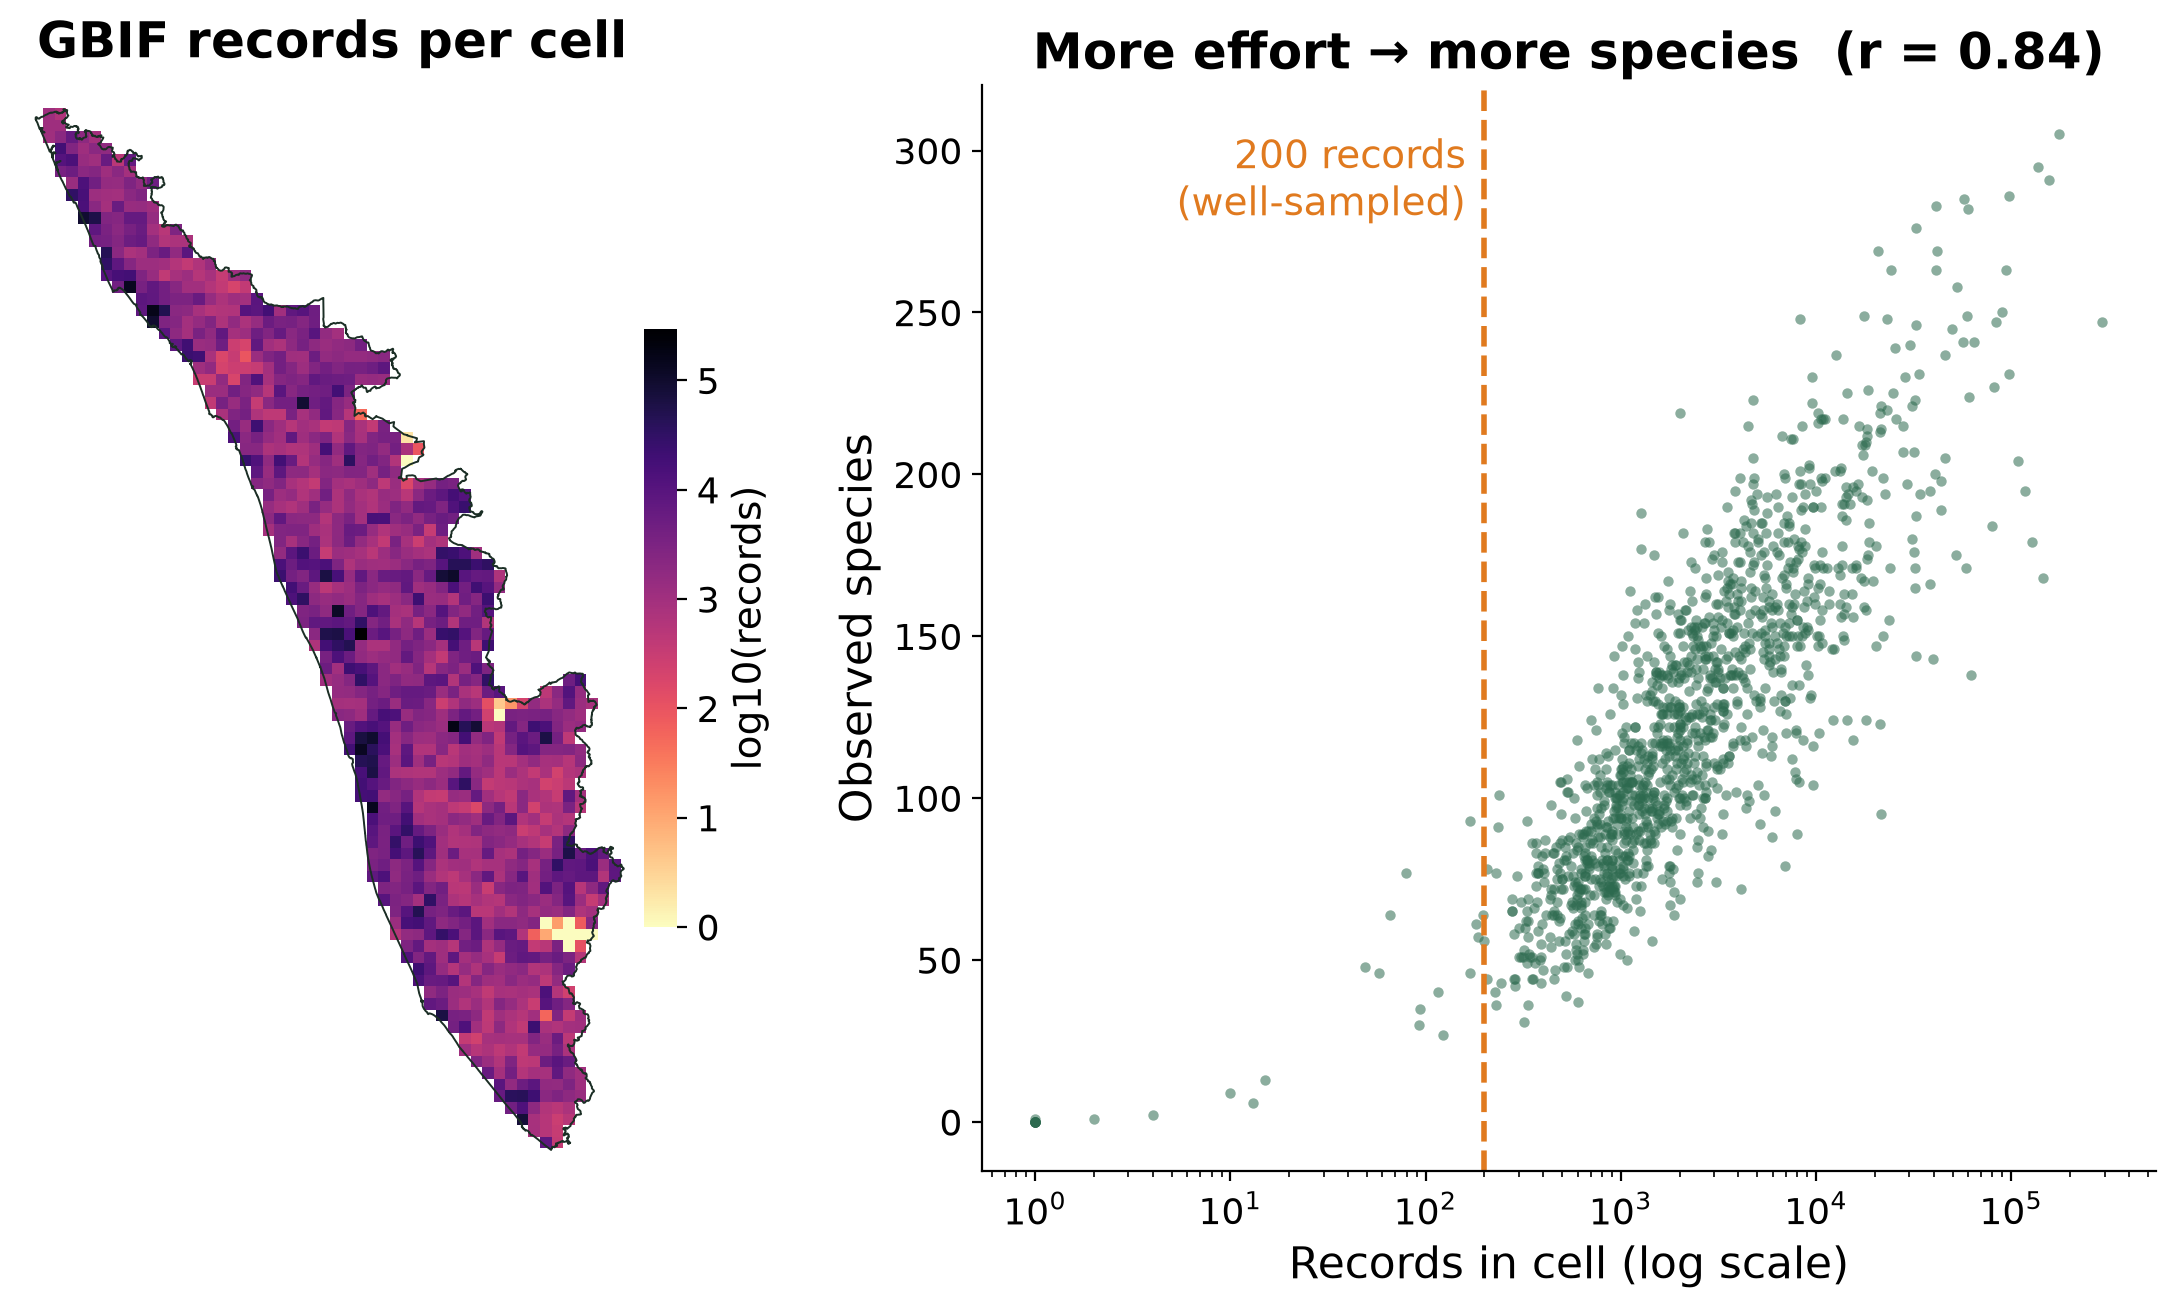 GBIF records per cell
5
4
3
2
1
0
log10(records)
More effort → more species (r = 0.84)
200 records
(well-sampled)
300
250
200
150
100
50
0
Observed species
10⁰
10¹
10²
10³
10⁴
10⁵
Records in cell (log scale)